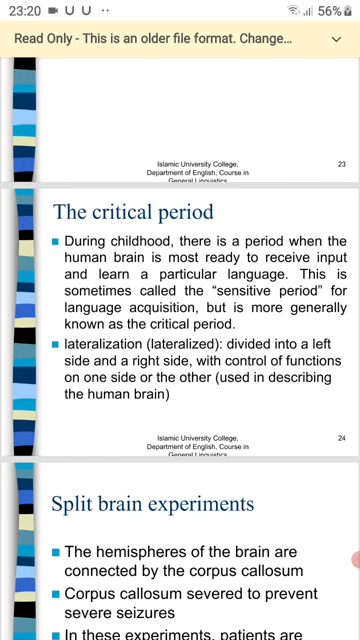 23:20
56%
Read Only - This is an older file format. Change...
Islamic University College,
Department of English, Course in
General Linguistics
23
The critical period
During childhood, there is a period when the
human brain is most ready to receive input
and learn a particular language. This is
sometimes called the “sensitive period” for
language acquisition, but is more generally
known as the critical period.
lateralization (lateralized): divided into a left
side and a right side, with control of functions
on one side or the other (used in describing
the human brain)
Islamic University College,
Department of English, Course in
General Linguistics
24
Split brain experiments
The hemispheres of the brain are
connected by the corpus callosum
Corpus callosum severed to prevent
severe seizures
In these experiments, patients are